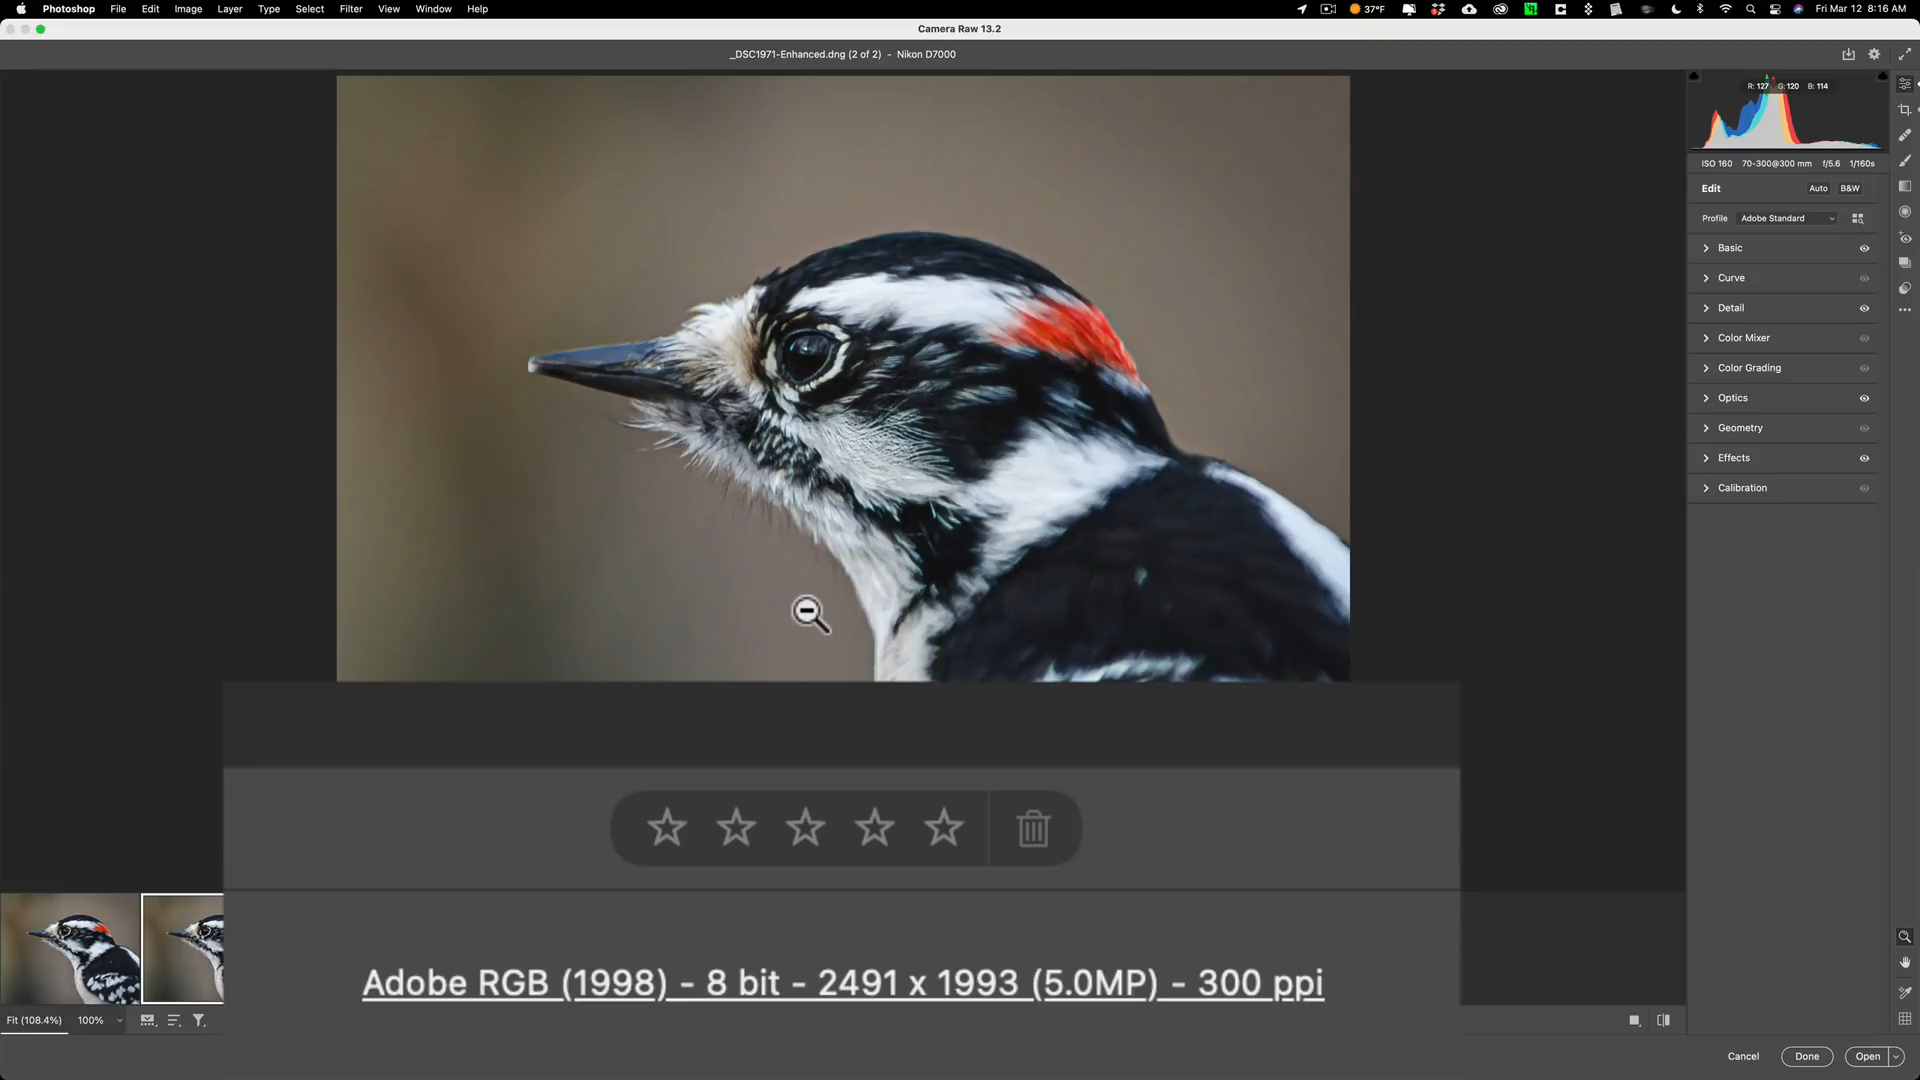 Photoshop File Edit Image Layer Type Select Filter View Window Help
37°F
Fri Mar 12 8:16 AM
Camera Raw 13.2
_DSC1971-Enhanced.dng (2 of 2) - Nikon D7000
R: 127 G: 120 B: 114
ISO 160 70-300@300 mm f/5.6 1/160s
Edit Auto B&W
Profile Adobe Standard
Basic
Curve
Detail
Color Mixer
Color Grading
Optics
Geometry
Effects
Calibration
Adobe RGB (1998) - 8 bit - 2491 x 1993 (5.0MP) - 300 ppi
Fit (108.4%) 100%
Cancel Done Open